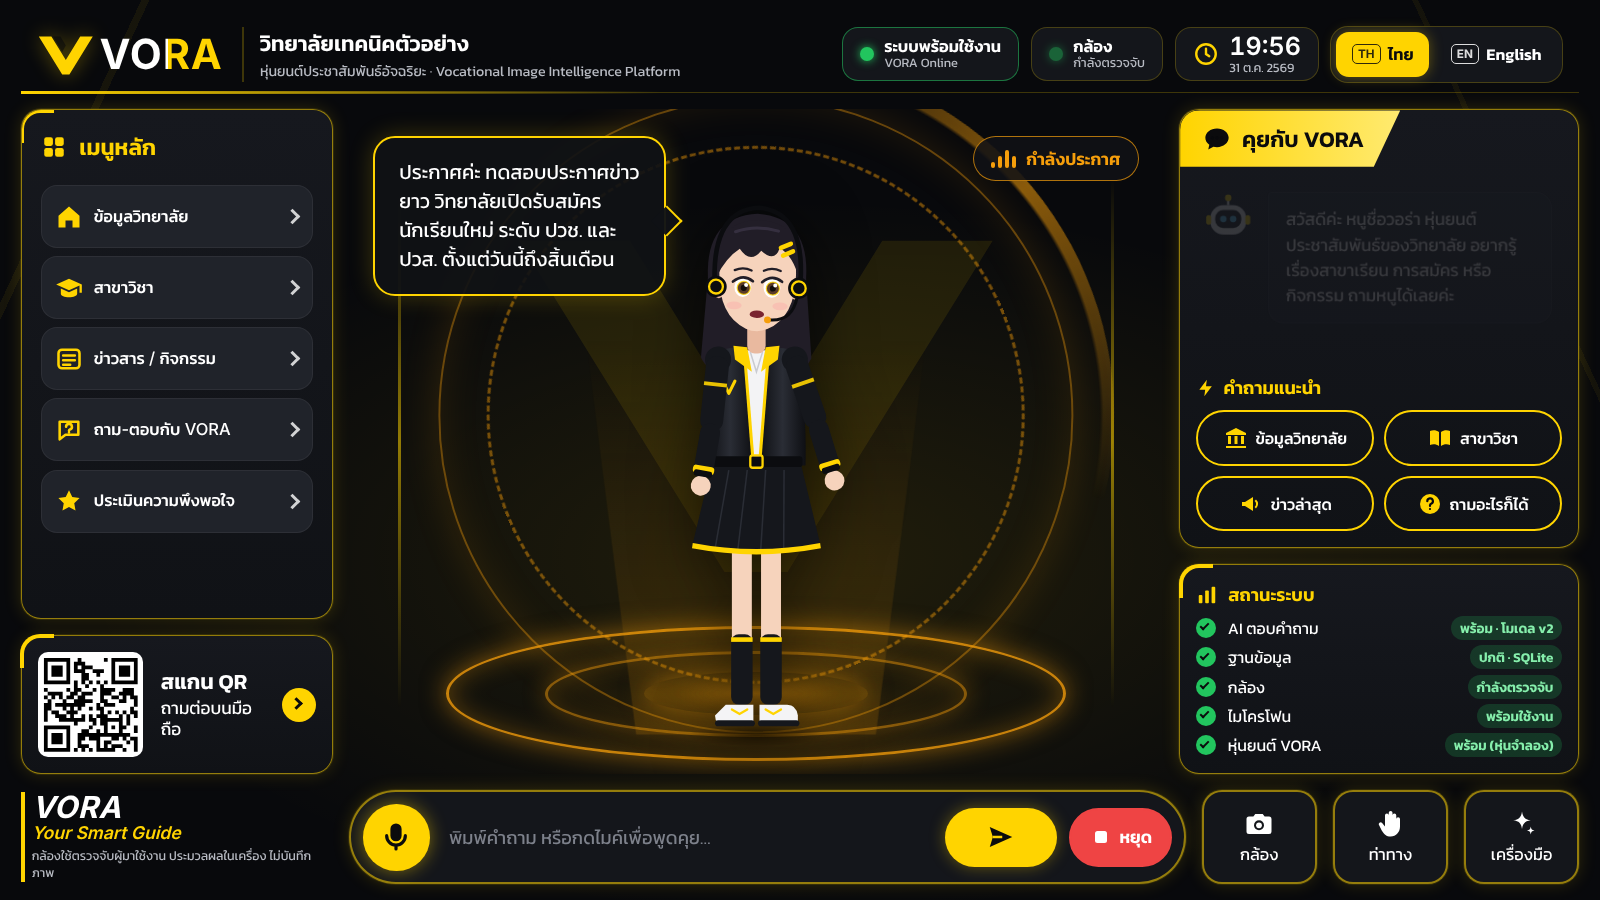 VORA
วิทยาลัยเทคนิคตัวอย่าง
หุ่นยนต์ประชาสัมพันธ์อัจฉริยะ · Vocational Image Intelligence Platform
ระบบพร้อมใช้งาน
VORA Online
กล้อง
กำลังตรวจจับ
19:56
31 ต.ค. 2569
TH ไทย
EN English
เมนูหลัก
ข้อมูลวิทยาลัย
สาขาวิชา
ข่าวสาร / กิจกรรม
ถาม-ตอบกับ VORA
ประเมินความพึงพอใจ
สแกน QR
ถามต่อบนมือ
ถือ
ประกาศค่ะ ทดสอบประกาศข่าว
ยาว วิทยาลัยเปิดรับสมัคร
นักเรียนใหม่ ระดับ ปวช. และ
ปวส. ตั้งแต่วันนี้ถึงสิ้นเดือน
กำลังประกาศ
คุยกับ VORA
สวัสดีค่ะ หนูชื่อวอร่า หุ่นยนต์
ประชาสัมพันธ์ของวิทยาลัย อยากรู้
เรื่องสาขาเรียน การสมัคร หรือ
กิจกรรม ถามหนูได้เลยค่ะ
คำถามแนะนำ
ข้อมูลวิทยาลัย
สาขาวิชา
ข่าวล่าสุด
ถามอะไรก็ได้
สถานะระบบ
AI ตอบคำถาม
พร้อม · โมเดล v2
ฐานข้อมูล
ปกติ · SQLite
กล้อง
กำลังตรวจจับ
ไมโครโฟน
พร้อมใช้งาน
หุ่นยนต์ VORA
พร้อม (หุ่นจำลอง)
VORA
Your Smart Guide
กล้องใช้ตรวจจับผู้มาใช้งาน ประมวลผลในเครื่อง ไม่บันทึก
ภาพ
พิมพ์คำถาม หรือกดไมค์เพื่อพูดคุย...
หยุด
กล้อง
ท่าทาง
เครื่องมือ